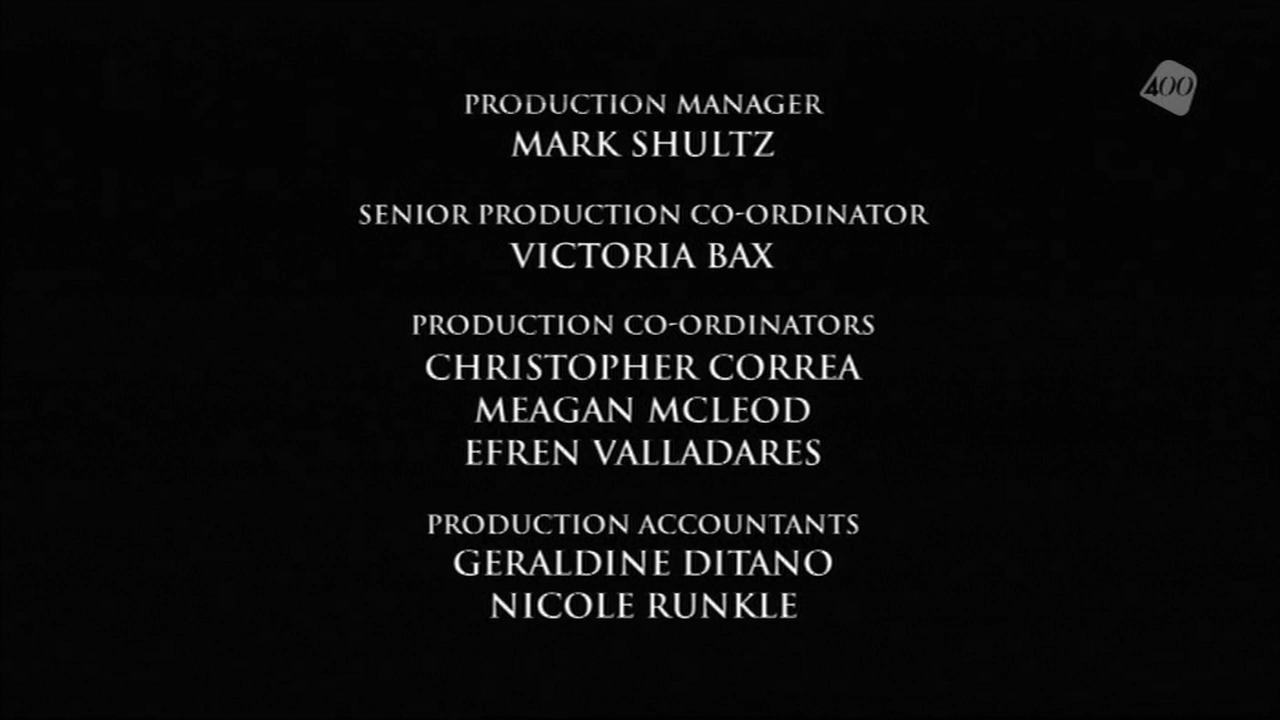 400
PRODUCTION MANAGER
MARK SHULTZ
SENIOR PRODUCTION CO-ORDINATOR
VICTORIA BAX
PRODUCTION CO-ORDINATORS
CHRISTOPHER CORREA
MEAGAN MCLEOD
EFREN VALLADARES
PRODUCTION ACCOUNTANTS
GERALDINE DITANO
NICOLE RUNKLE